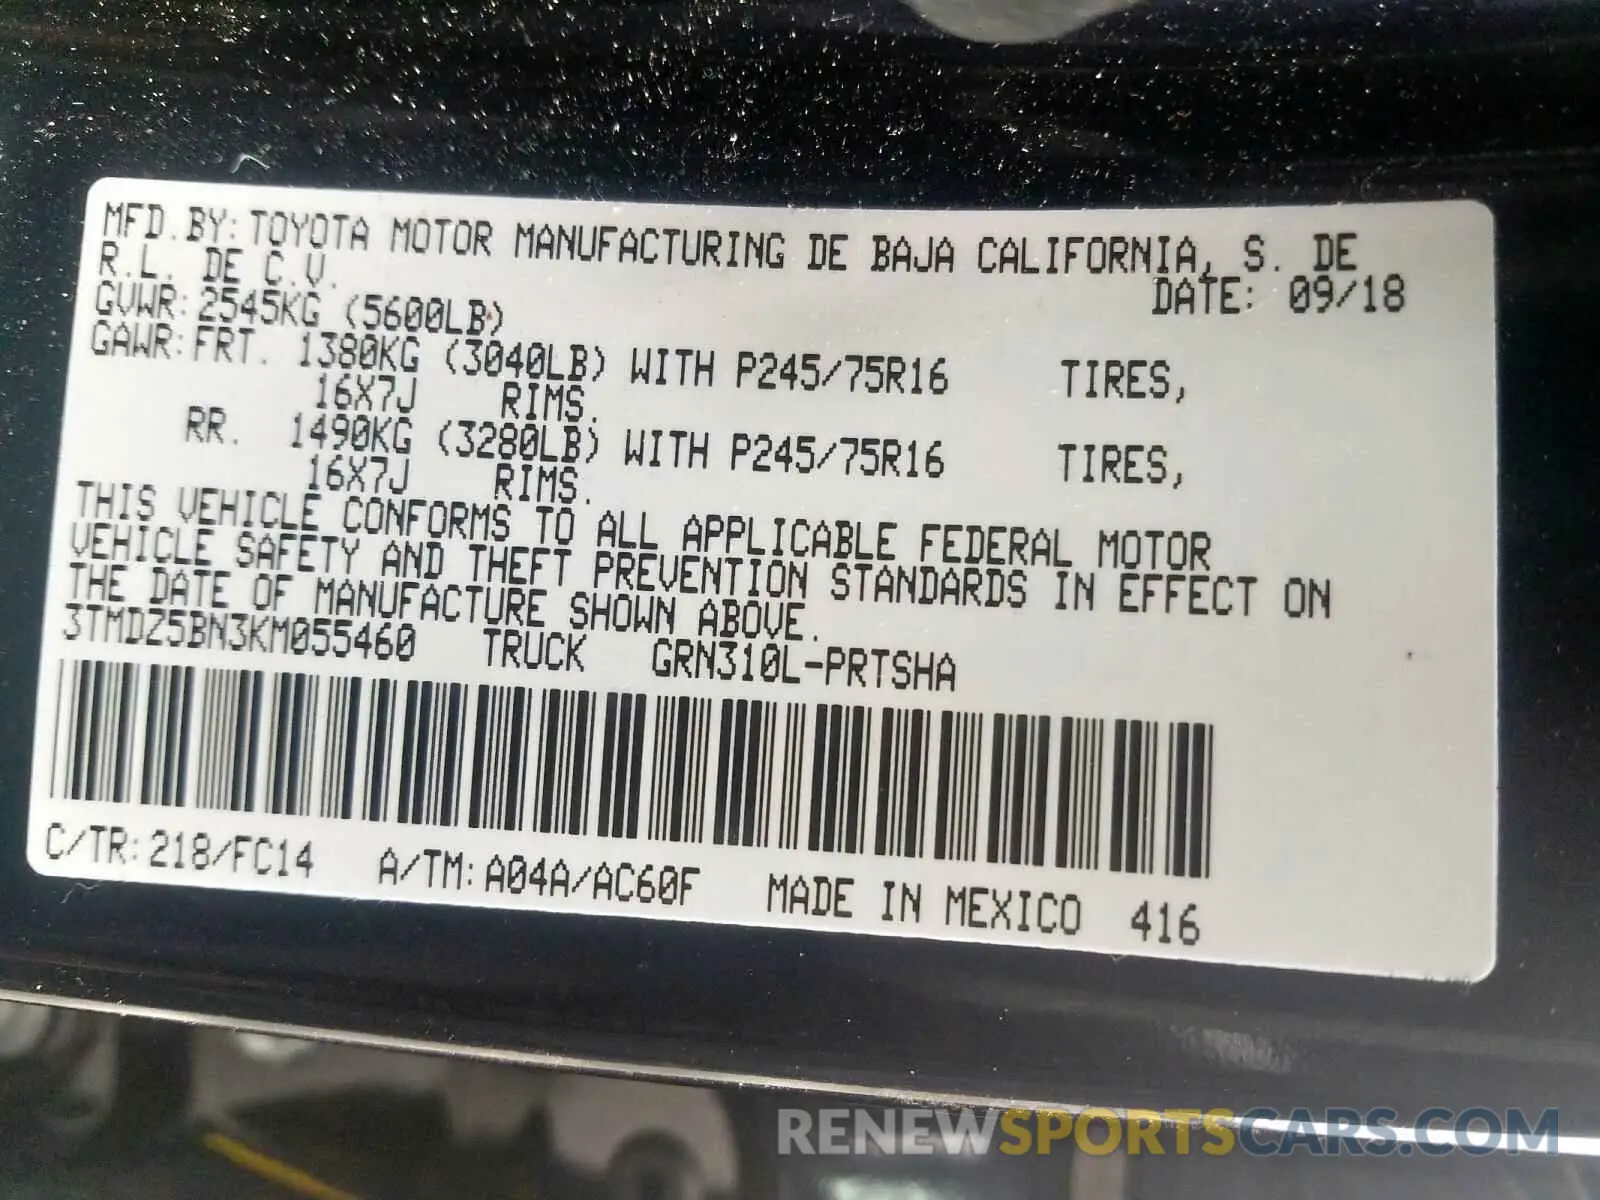 MFD. BY: TOYOTA MOTOR MANUFACTURING DE BAJA CALIFORNIA, S. DE
R.L. DE C.V.
DATE: 09/18
GVWR: 2545KG (5600LB)
GAWR: FRT. 1380KG (3040LB) WITH P245/75R16 TIRES,
16X7J RIMS.
RR. 1490KG (3280LB) WITH P245/75R16 TIRES,
16X7J RIMS.
THIS VEHICLE CONFORMS TO ALL APPLICABLE FEDERAL MOTOR
VEHICLE SAFETY AND THEFT PREVENTION STANDARDS IN EFFECT ON
THE DATE OF MANUFACTURE SHOWN ABOVE.
3TMDZ5BN3KM055460 TRUCK GRN310L-PRTSHA
C/TR: 218/FC14 A/TM: A04A/AC60F MADE IN MEXICO 416
RENEWSPORTSCARS.COM